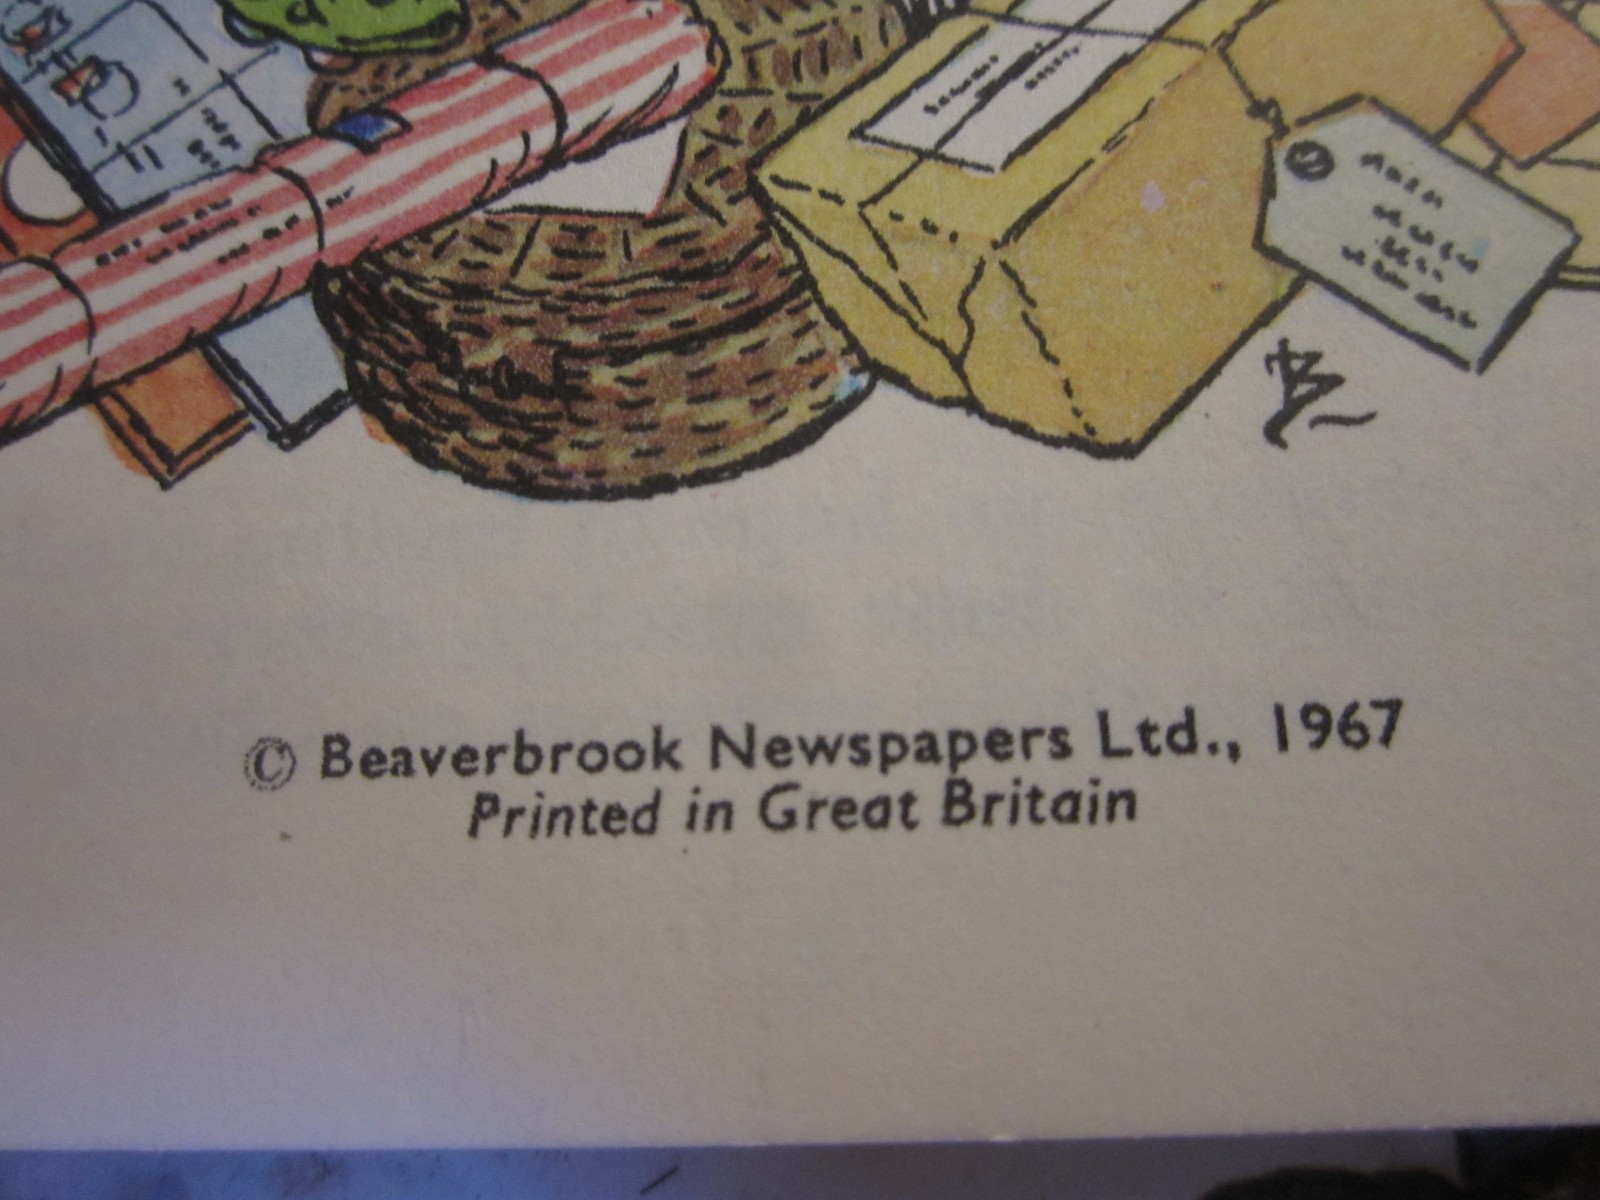 © Beaverbrook Newspapers Ltd., 1967
Printed in Great Britain